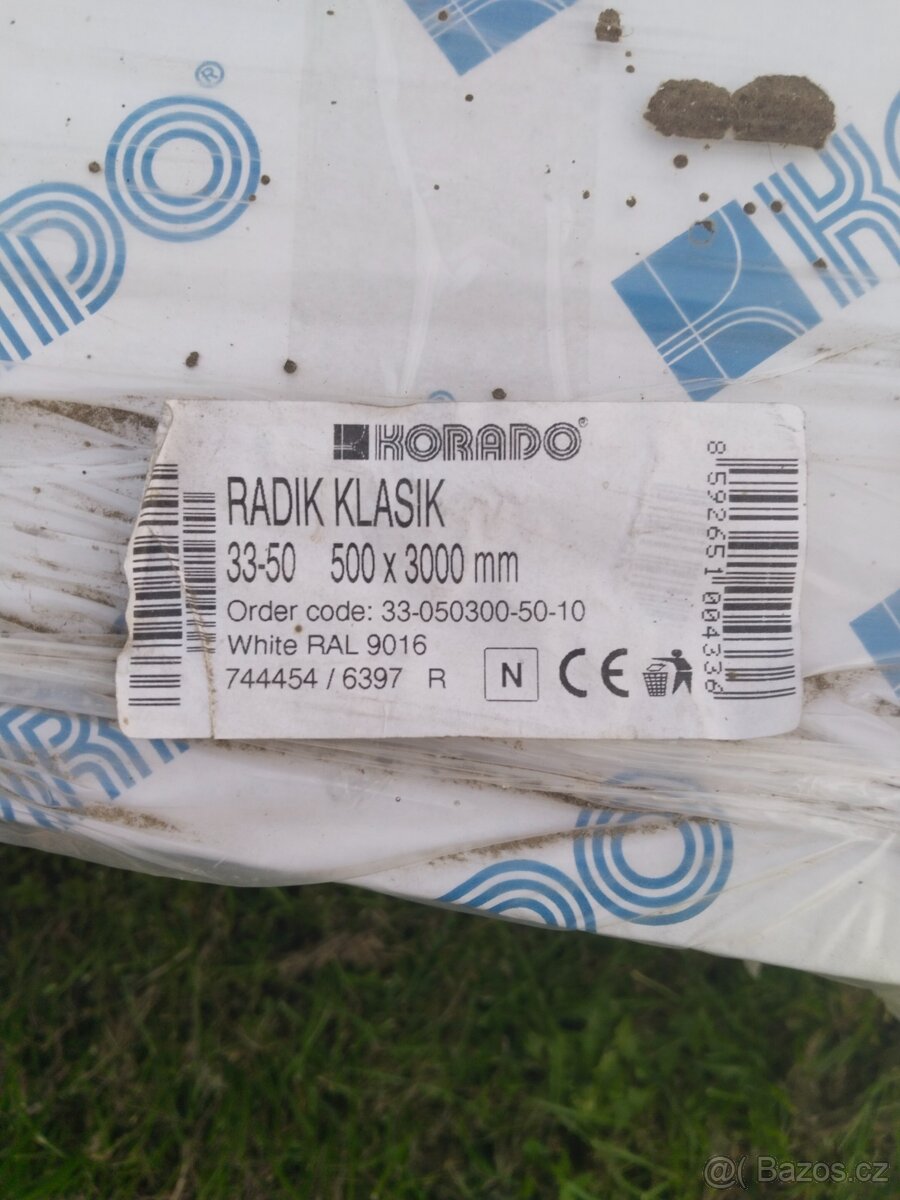 ®
KORADO®
RADIK KLASIK
33-50 500 x 3000 mm
Order code: 33-050300-50-10
White RAL 9016
744454 / 6397 R N CE
8 592651 004336
@( Bazos.cz